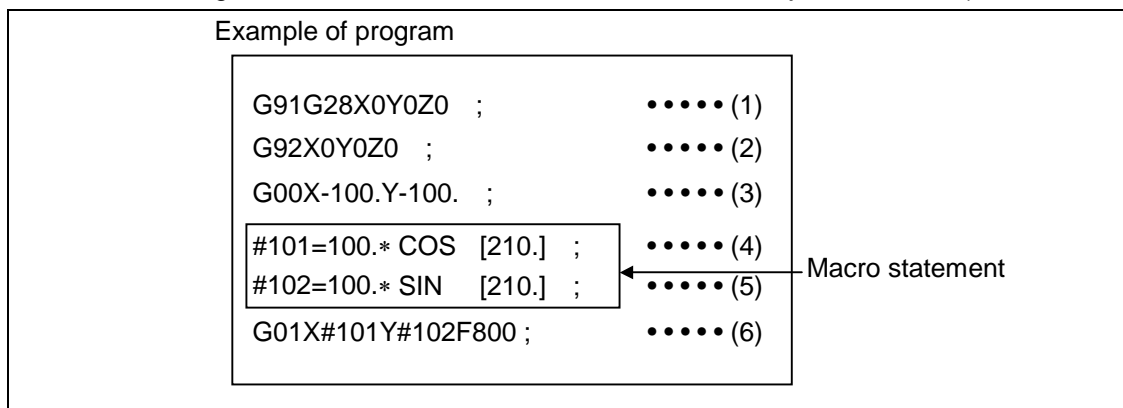 Example of program
G91G28X0Y0Z0 ; •••••(1)
G92X0Y0Z0 ; •••••(2)
G00X-100.Y-100. ; •••••(3)
#101=100.∗ COS [210.] ; •••••(4)
Macro statement
#102=100.∗ SIN [210.] ; •••••(5)
G01X#101Y#102F800 ; •••••(6)